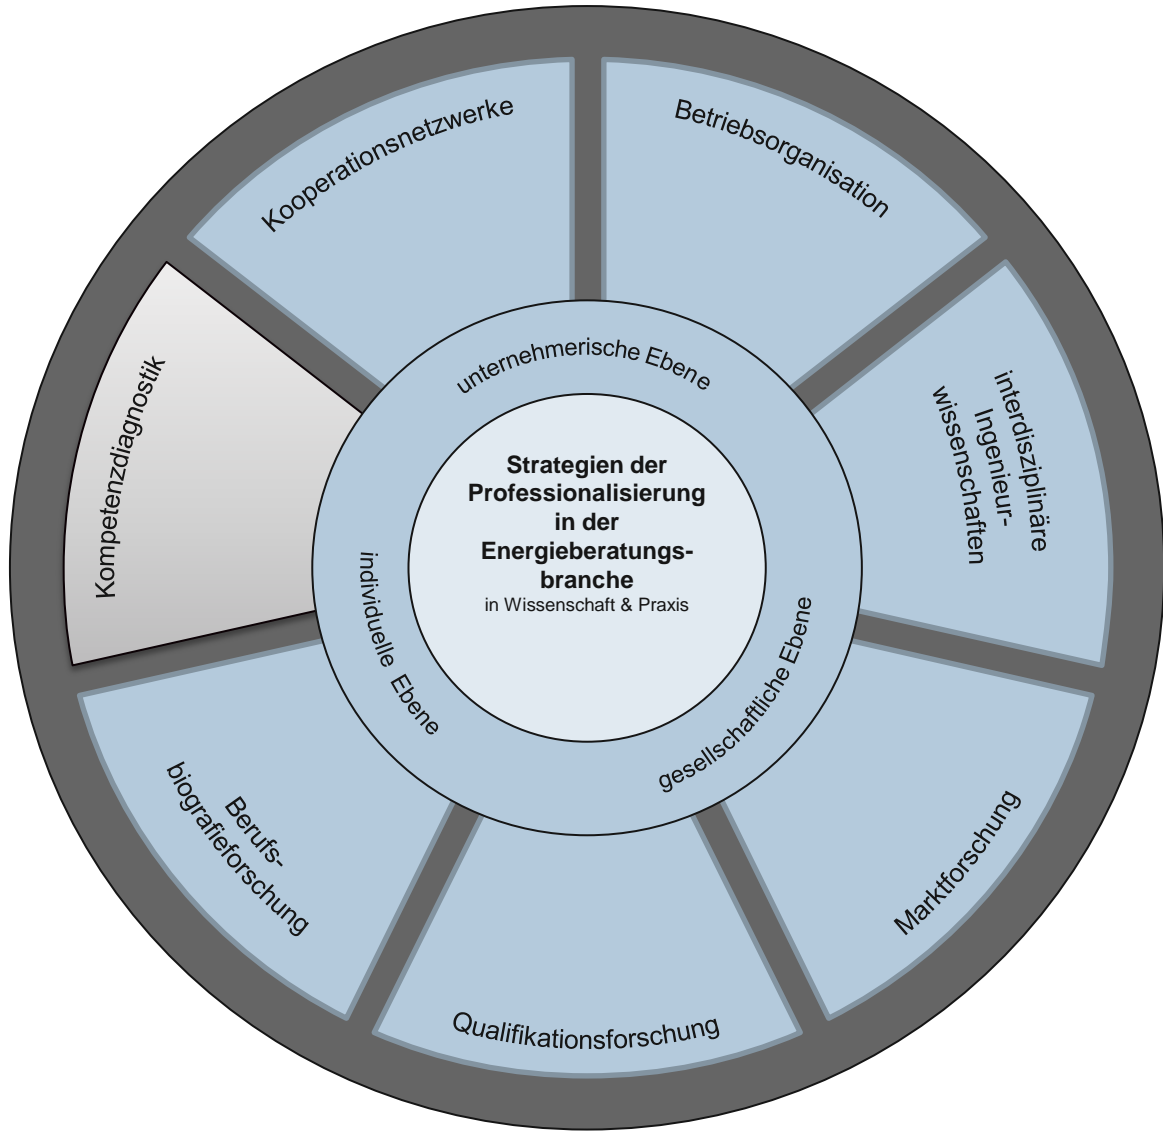 Kooperationsnetzwerke
Betriebsorganisation
interdisziplinäre
Ingenieur-
wissenschaften
Marktforschung
Qualifikationsforschung
Berufs-
biografieforschung
Kompetenzdiagnostik
unternehmerische Ebene
gesellschaftliche Ebene
individuelle Ebene
Strategien der
Professionalisierung
in der
Energieberatungs-
branche
in Wissenschaft & Praxis